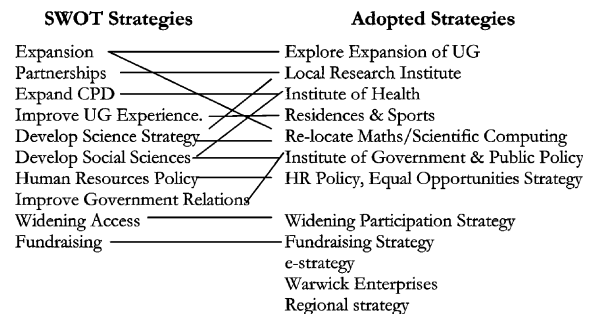 SWOT Strategies
Adopted Strategies
Expansion
Explore Expansion of UG
Partnerships
Local Research Institute
Expand CPD
Institute of Health
Improve UG Experience.
Residences & Sports
Develop Science Strategy
Re-locate Maths/Scientific Computing
Develop Social Sciences
Institute of Government & Public Policy
Human Resources Policy
HR Policy, Equal Opportunities Strategy
Improve Government Relations
Widening Access
Widening Participation Strategy
Fundraising
Fundraising Strategy
e-strategy
Warwick Enterprises
Regional strategy